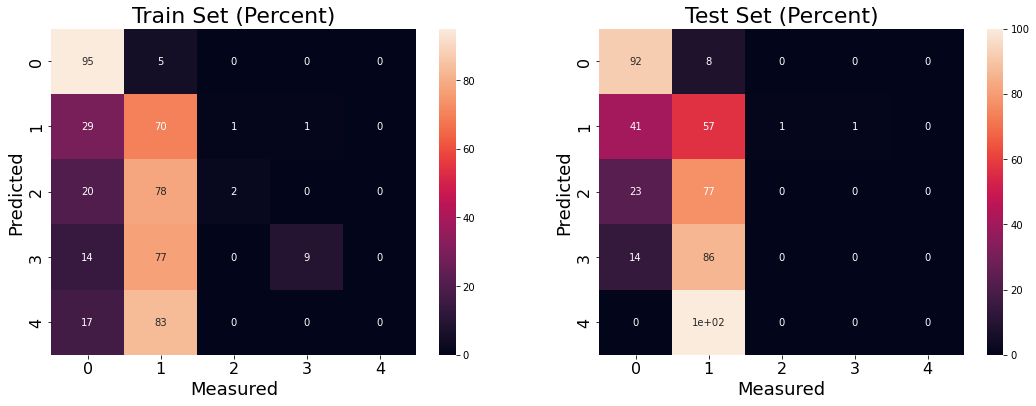 Train Set (Percent)
Predicted
0 95 5 0 0 0
1 29 70 1 1 0
2 20 78 2 0 0
3 14 77 0 9 0
4 17 83 0 0 0
0 1 2 3 4
Measured
80
60
40
20
0
Test Set (Percent)
Predicted
0 92 8 0 0 0
1 41 57 1 1 0
2 23 77 0 0 0
3 14 86 0 0 0
4 0 1e+02 0 0 0
0 1 2 3 4
Measured
100
80
60
40
20
0